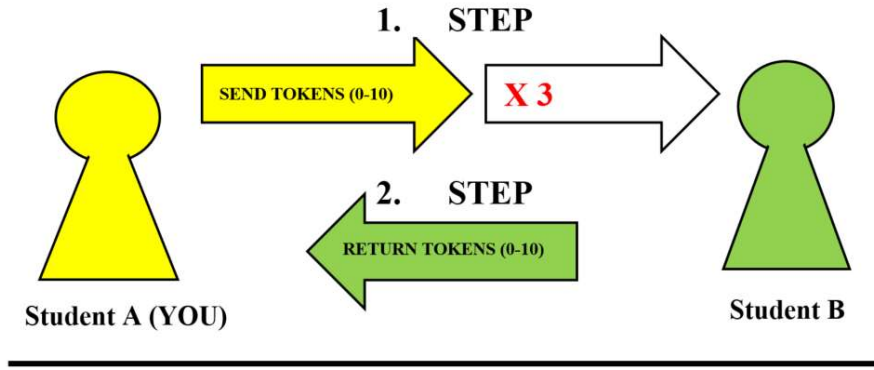 1. STEP
SEND TOKENS (0-10)
X 3
2. STEP
RETURN TOKENS (0-10)
Student A (YOU)
Student B